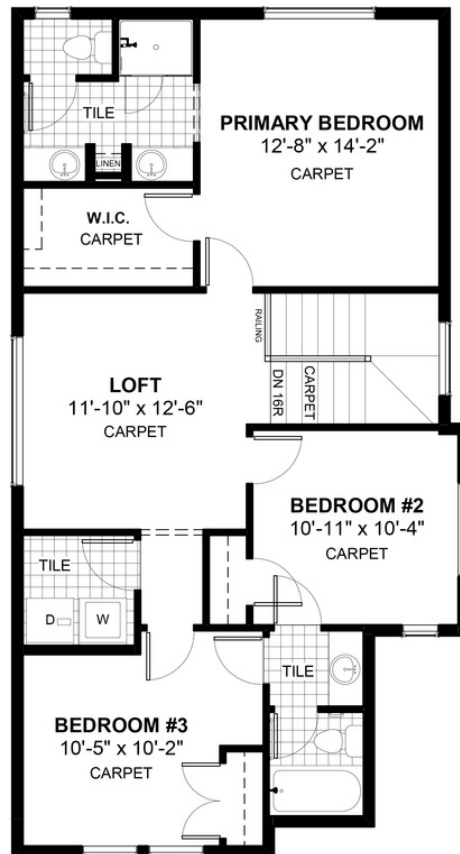 TILE
LINEN
PRIMARY BEDROOM
12'-8" x 14'-2"
CARPET
W.I.C.
CARPET
RAILING
CARPET
DN 16R
LOFT
11'-10" x 12'-6"
CARPET
BEDROOM #2
10'-11" x 10'-4"
CARPET
TILE
D
W
TILE
BEDROOM #3
10'-5" x 10'-2"
CARPET